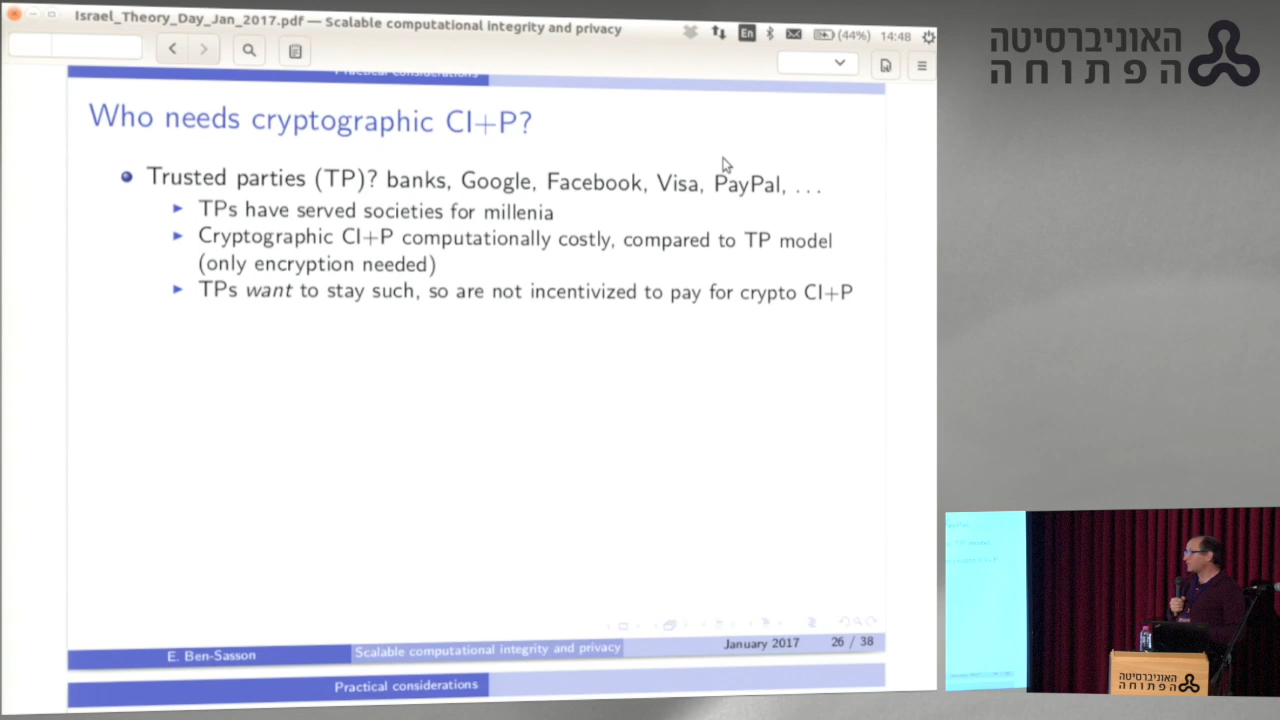 Israel_Theory_Day_Jan_2017.pdf — Scalable computational integrity and privacy
En
(44%) 14:48
האוניברסיטה
הפתוחה
Practical considerations
Who needs cryptographic CI+P?
Trusted parties (TP)? banks, Google, Facebook, Visa, PayPal, ...
TPs have served societies for millenia
Cryptographic CI+P computationally costly, compared to TP model
(only encryption needed)
TPs want to stay such, so are not incentivized to pay for crypto CI+P
E. Ben-Sasson
Scalable computational integrity and privacy
January 2017
26 / 38
Practical considerations
האוניברסיטה
הפתוחה